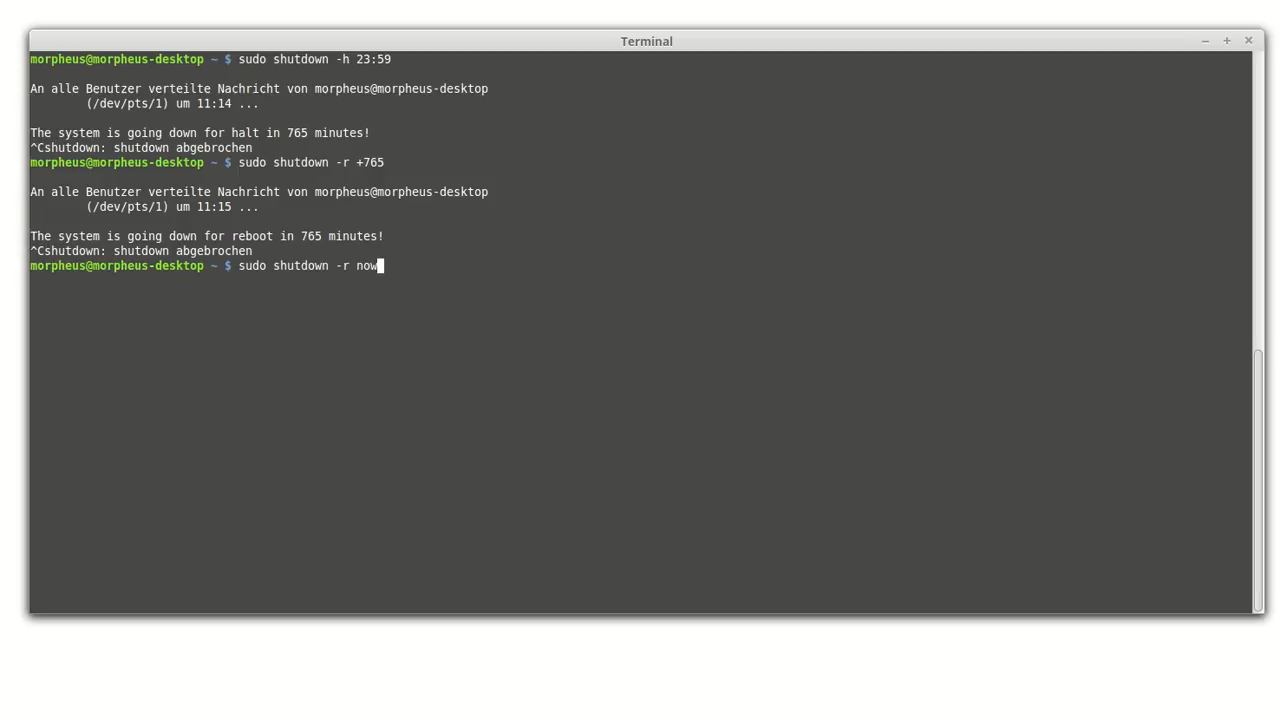 Terminal
morpheus@morpheus-desktop ~ $ sudo shutdown -h 23:59
An alle Benutzer verteilte Nachricht von morpheus@morpheus-desktop
(/dev/pts/1) um 11:14 ...
The system is going down for halt in 765 minutes!
^Cshutdown: shutdown abgebrochen
morpheus@morpheus-desktop ~ $ sudo shutdown -r +765
An alle Benutzer verteilte Nachricht von morpheus@morpheus-desktop
(/dev/pts/1) um 11:15 ...
The system is going down for reboot in 765 minutes!
^Cshutdown: shutdown abgebrochen
morpheus@morpheus-desktop ~ $ sudo shutdown -r now